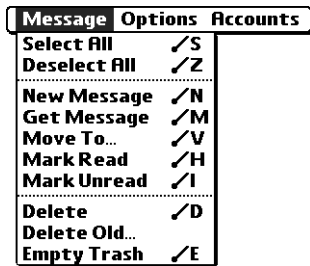 Message Options Accounts
Select All /S
Deselect All /Z
New Message /N
Get Message /M
Move To... /V
Mark Read /H
Mark Unread /I
Delete /D
Delete Old...
Empty Trash /E